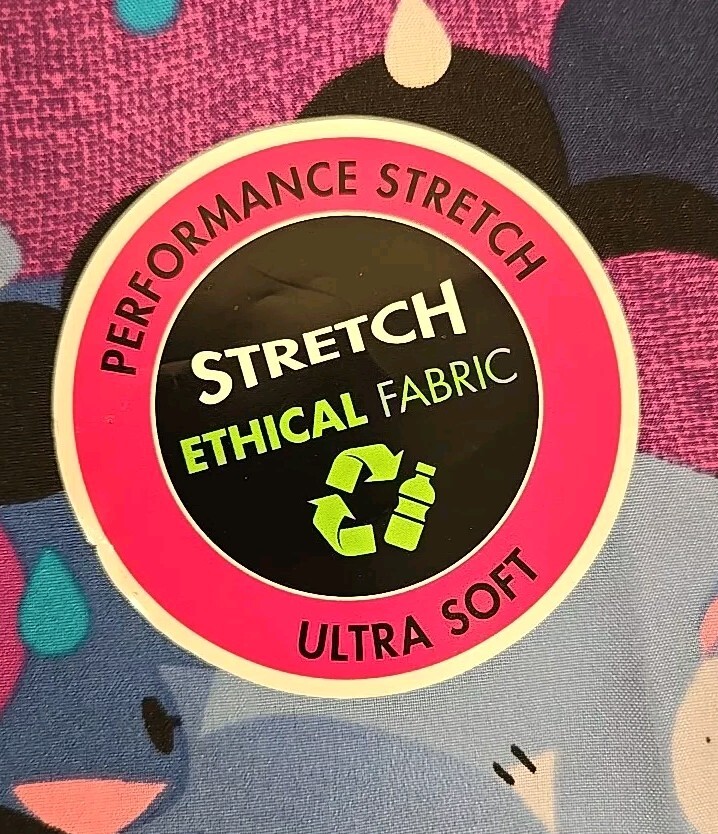 PERFORMANCE STRETCH
STRETCH
ETHICAL FABRIC
ULTRA SOFT